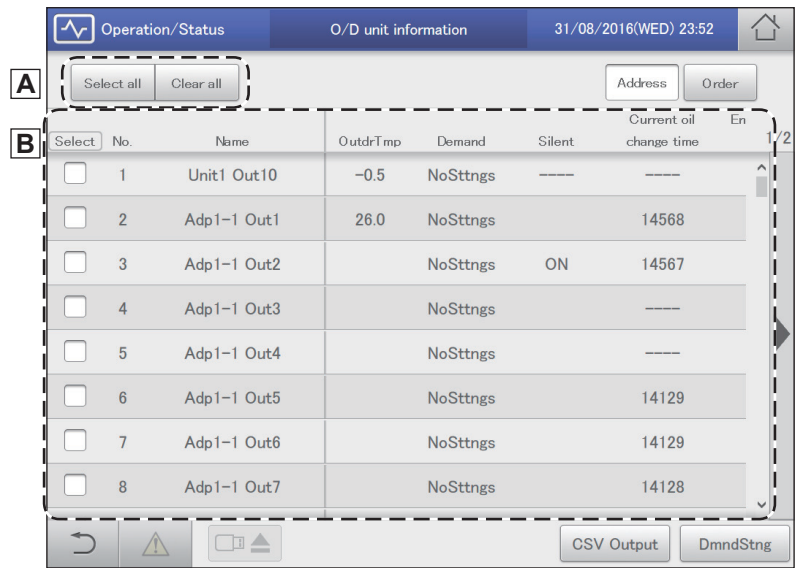 Operation/Status O/D unit information 31/08/2016(WED) 23:52
A Select all Clear all Address Order
B Select No. Name OutdrTmp Demand Silent Current oil change time En 1/2
1 Unit1 Out10 -0.5 NoSttngs ---- ----
2 Adp1-1 Out1 26.0 NoSttngs 14568
3 Adp1-1 Out2 NoSttngs ON 14567
4 Adp1-1 Out3 NoSttngs ----
5 Adp1-1 Out4 NoSttngs ----
6 Adp1-1 Out5 NoSttngs 14129
7 Adp1-1 Out6 NoSttngs 14129
8 Adp1-1 Out7 NoSttngs 14128
CSV Output DmndStng